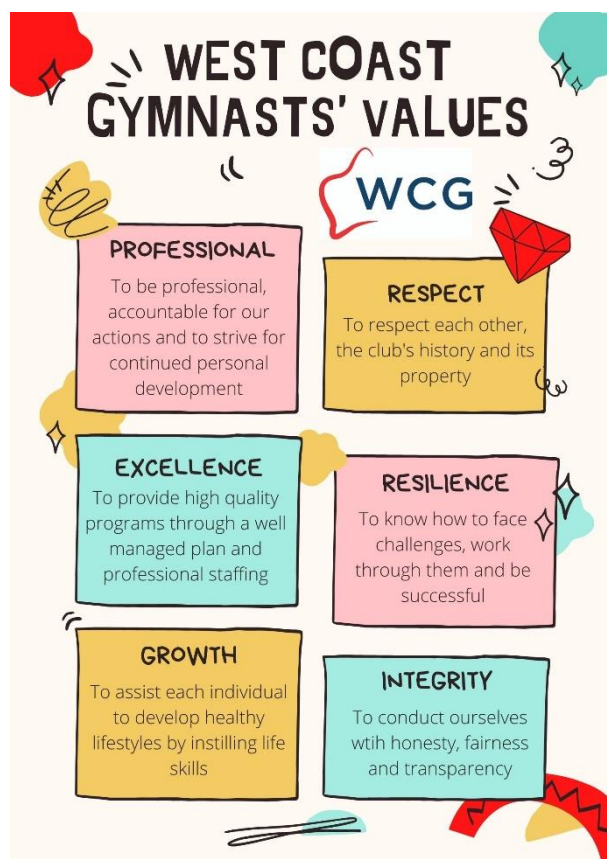 WEST COAST
GYMNASTS' VALUES
WCG
PROFESSIONAL
To be professional,
accountable for our
actions and to strive for
continued personal
development
RESPECT
To respect each other,
the club's history and its
property
EXCELLENCE
To provide high quality
programs through a well
managed plan and
professional staffing
RESILIENCE
To know how to face
challenges, work
through them and be
successful
GROWTH
To assist each individual
to develop healthy
lifestyles by instilling life
skills
INTEGRITY
To conduct ourselves
wtih honesty, fairness
and transparency